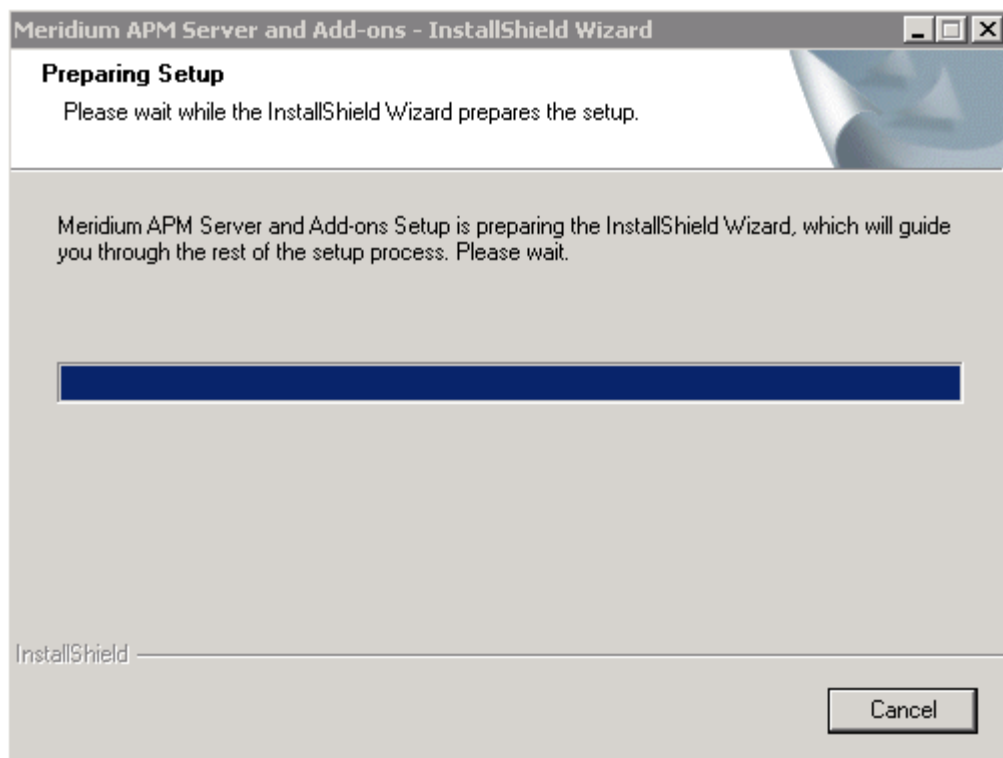 Meridium APM Server and Add-ons - InstallShield Wizard
Preparing Setup
Please wait while the InstallShield Wizard prepares the setup.
Meridium APM Server and Add-ons Setup is preparing the InstallShield Wizard, which will guide
you through the rest of the setup process. Please wait.
InstallShield
Cancel